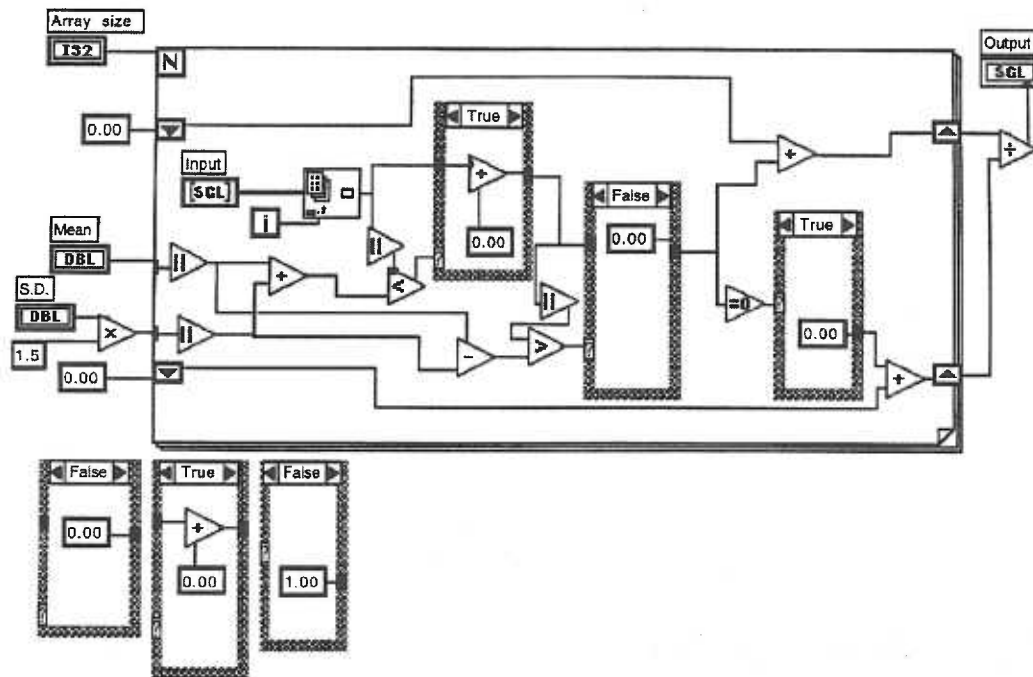 Array size
I32
N
Output
SGL
0.00
True
÷
Input
+
+
[SGL]
False
i
0.00
0.00
True
Mean
DBL
+
<
=0
S.D.
0.00
DBL
x
-
>
1.5
+
0.00
False
True
False
0.00
+
0.00
1.00